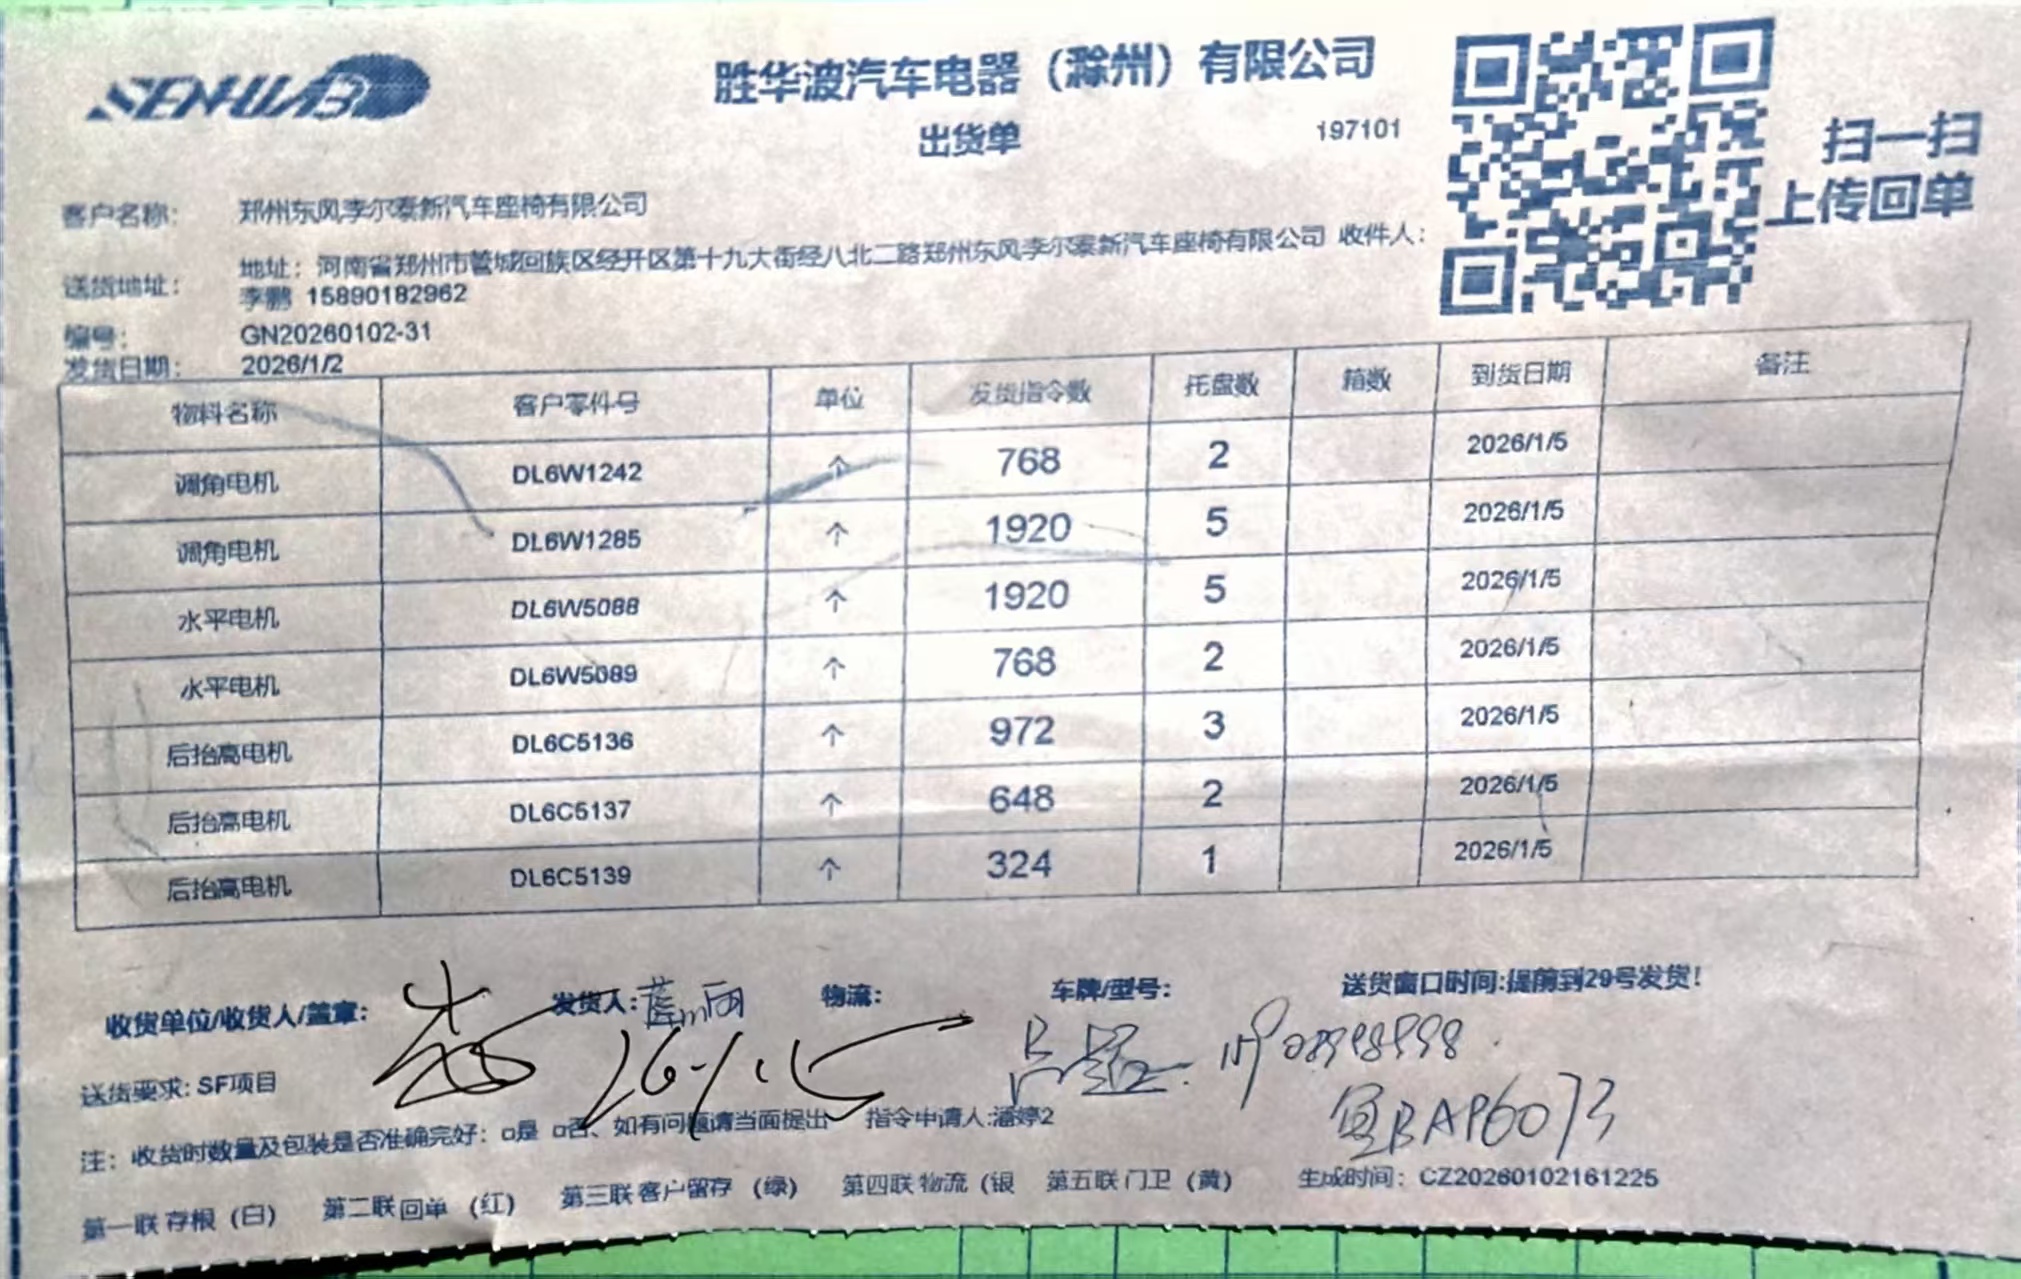 SENHUAB
胜华波汽车电器（滁州）有限公司
出货单
197101
扫一扫
上传回单
客户名称： 郑州东风李尔泰新汽车座椅有限公司
送货地址： 地址：河南省郑州市管城回族区经开区第十九大街经八北二路郑州东风李尔泰新汽车座椅有限公司 收件人：
李鹏 15890182962
编号： GN20260102-31
发货日期： 2026/1/2
物料名称 客户零件号 单位 发货指令数 托盘数 箱数 到货日期 备注
调角电机 DL6W1242 个 768 2 2026/1/5
调角电机 DL6W1285 个 1920 5 2026/1/5
水平电机 DL6W5088 个 1920 5 2026/1/5
水平电机 DL6W5089 个 768 2 2026/1/5
后抬高电机 DL6C5136 个 972 3 2026/1/5
后抬高电机 DL6C5137 个 648 2 2026/1/5
后抬高电机 DL6C5139 个 324 1 2026/1/5
收货单位/收货人/盖章： 发货人： 物流： 车牌/型号： 送货窗口时间:提前到29号发货！
26.1.5
送货要求: SF项目
注：收货时数量及包装是否准确完好：□是 □否、如有问题请当面提出 指令申请人:潘婷2
第一联 存根（白） 第二联 回单（红） 第三联 客户留存（绿） 第四联 物流（银 第五联 门卫（黄） 生成时间：CZ20260102161225